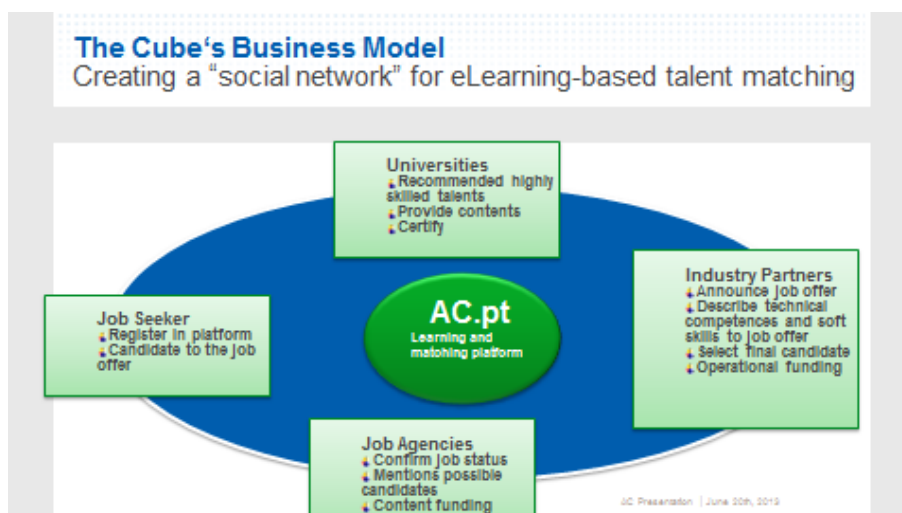 The Cube‘s Business Model
Creating a “social network” for eLearning-based talent matching
Universities
Recommended highly
skilled talents
Provide contents
Certify
Industry Partners
Announce job offer
Describe technical
competences and soft
skills to job offer
Select final candidate
Operational funding
Job Seeker
Register in platform
Candidate to the job
offer
AC.pt
Learning and
matching platform
Job Agencies
Confirm job status
Mentions possible
candidates
Content funding
AC Presentation | June 20th, 2013